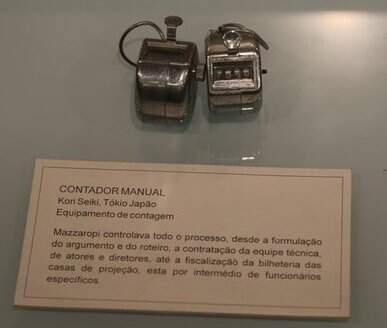 CONTADOR MANUAL
Kori Seiki, Tókio Japão
Equipamento de contagem
Mazzaropi controlava todo o processo, desde a formulação
do argumento e do roteiro, a contratação da equipe técnica,
de atores e diretores, até a fiscalização da bilheteria das
casas de projeção, esta por intermédio de funcionários
específicos.